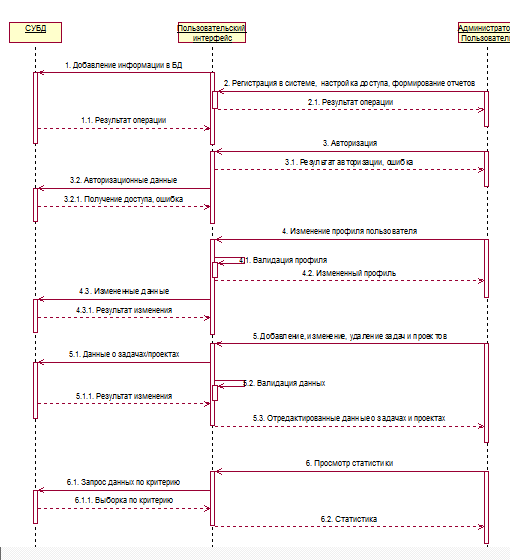 СУБД
Пользовательский
интерфейс
Администрато
Пользовател
1. Добавление информации в БД
2. Регистрация в системе, настройка доступа, формирование отчетов
2.1. Результат операции
1.1. Результат операции
3. Авторизация
3.1. Результат авторизации, ошибка
3.2. Авторизационные данные
3.2.1. Получение доступа, ошибка
4. Изменение профиля пользователя
4.1. Валидация профиля
4.2. Измененный профиль
4.3. Измененные данные
4.3.1. Результат изменения
5.Добавление, изменение, удаление задач и проектов
5.1. Данные о задачах/проектах
5.2. Валидация данных
5.1.1. Результат изменения
5.3. Отредактированные данные о задачах и проектах
6. Просмотр статистики
6.1. Запрос данных по критерию
6.1.1. Выборка по критерию
6.2. Статистика